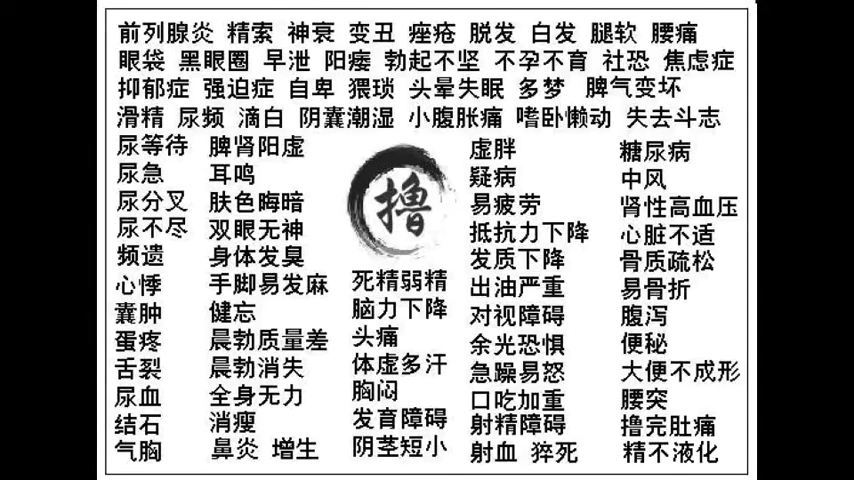 前列腺炎 精索 神衰 变丑 痤疮 脱发 白发 腿软 腰痛
眼袋 黑眼圈 早泄 阳痿 勃起不坚 不孕不育 社恐 焦虑症
抑郁症 强迫症 自卑 猥琐 头晕失眠 多梦 脾气变坏
滑精 尿频 滴白 阴囊潮湿 小腹胀痛 嗜卧懒动 失去斗志
尿等待
尿急
尿分叉
尿不尽
频遗
心悸
囊肿
蛋疼
舌裂
尿血
结石
气胸
脾肾阳虚
耳鸣
肤色晦暗
双眼无神
身体发臭
手脚易发麻
健忘
晨勃质量差
晨勃消失
全身无力
消瘦
鼻炎 增生
撸
死精弱精
脑力下降
头痛
体虚多汗
胸闷
发育障碍
阴茎短小
虚胖
疑病
易疲劳
抵抗力下降
发质下降
出油严重
对视障碍
余光恐惧
急躁易怒
口吃加重
射精障碍
射血 猝死
糖尿病
中风
肾性高血压
心脏不适
骨质疏松
易骨折
腹泻
便秘
大便不成形
腰突
撸完肚痛
精不液化